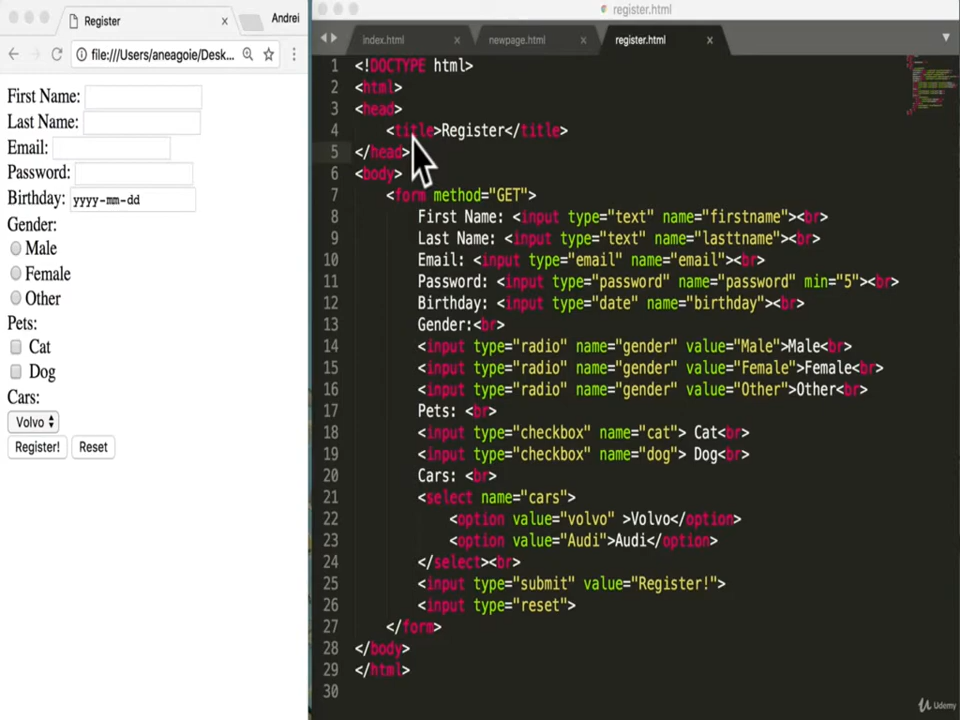 Register
Andrei
file:///Users/aneagoie/Desk...
First Name:
Last Name:
Email:
Password:
Birthday: yyyy-mm-dd
Gender:
Male
Female
Other
Pets:
Cat
Dog
Cars:
Volvo
Register! Reset
register.html
index.html newpage.html register.html
1 <!DOCTYPE html>
2 <html>
3 <head>
4 <title>Register</title>
5 </head>
6 <body>
7 <form method="GET">
8 First Name: <input type="text" name="firstname"><br>
9 Last Name: <input type="text" name="lasttname"><br>
10 Email: <input type="email" name="email"><br>
11 Password: <input type="password" name="password" min="5"><br>
12 Birthday: <input type="date" name="birthday"><br>
13 Gender:<br>
14 <input type="radio" name="gender" value="Male">Male<br>
15 <input type="radio" name="gender" value="Female">Female<br>
16 <input type="radio" name="gender" value="Other">Other<br>
17 Pets: <br>
18 <input type="checkbox" name="cat"> Cat<br>
19 <input type="checkbox" name="dog"> Dog<br>
20 Cars: <br>
21 <select name="cars">
22 <option value="volvo" >Volvo</option>
23 <option value="Audi">Audi</option>
24 </select><br>
25 <input type="submit" value="Register!">
26 <input type="reset">
27 </form>
28 </body>
29 </html>
30
Udemy